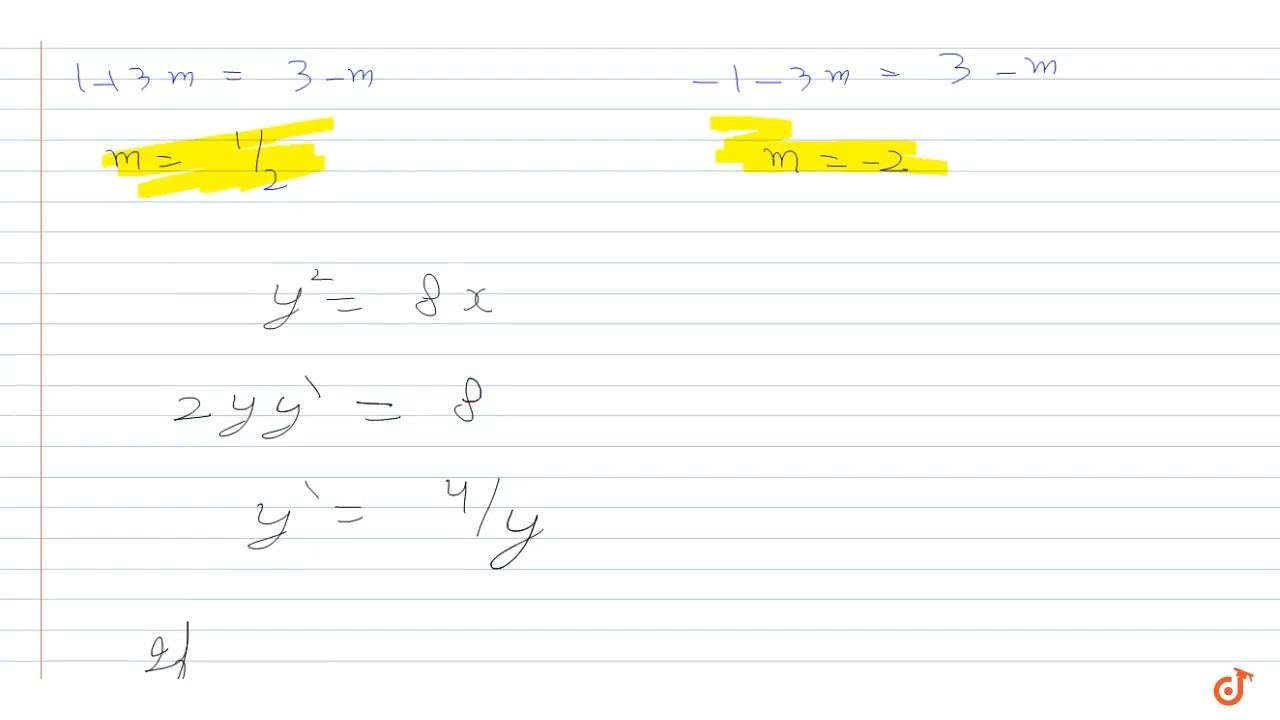 1+3m = 3-m
-1-3m = 3-m
m = 1/2
m = -2
y² = 8x
2yy` = 8
y` = 4/y